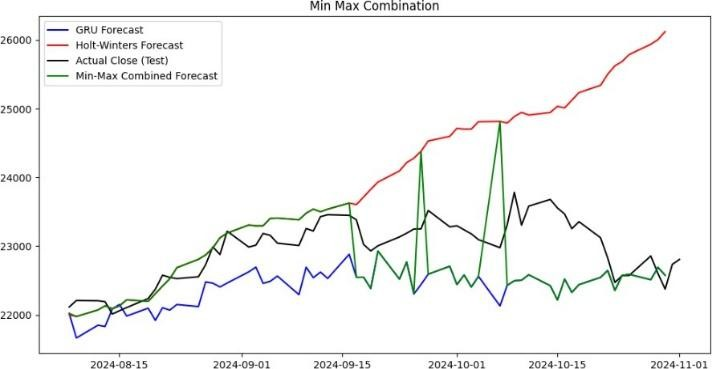 Min Max Combination
GRU Forecast
Holt-Winters Forecast
Actual Close (Test)
Min-Max Combined Forecast
26000
25000
24000
23000
22000
2024-08-15 2024-09-01 2024-09-15 2024-10-01 2024-10-15 2024-11-01